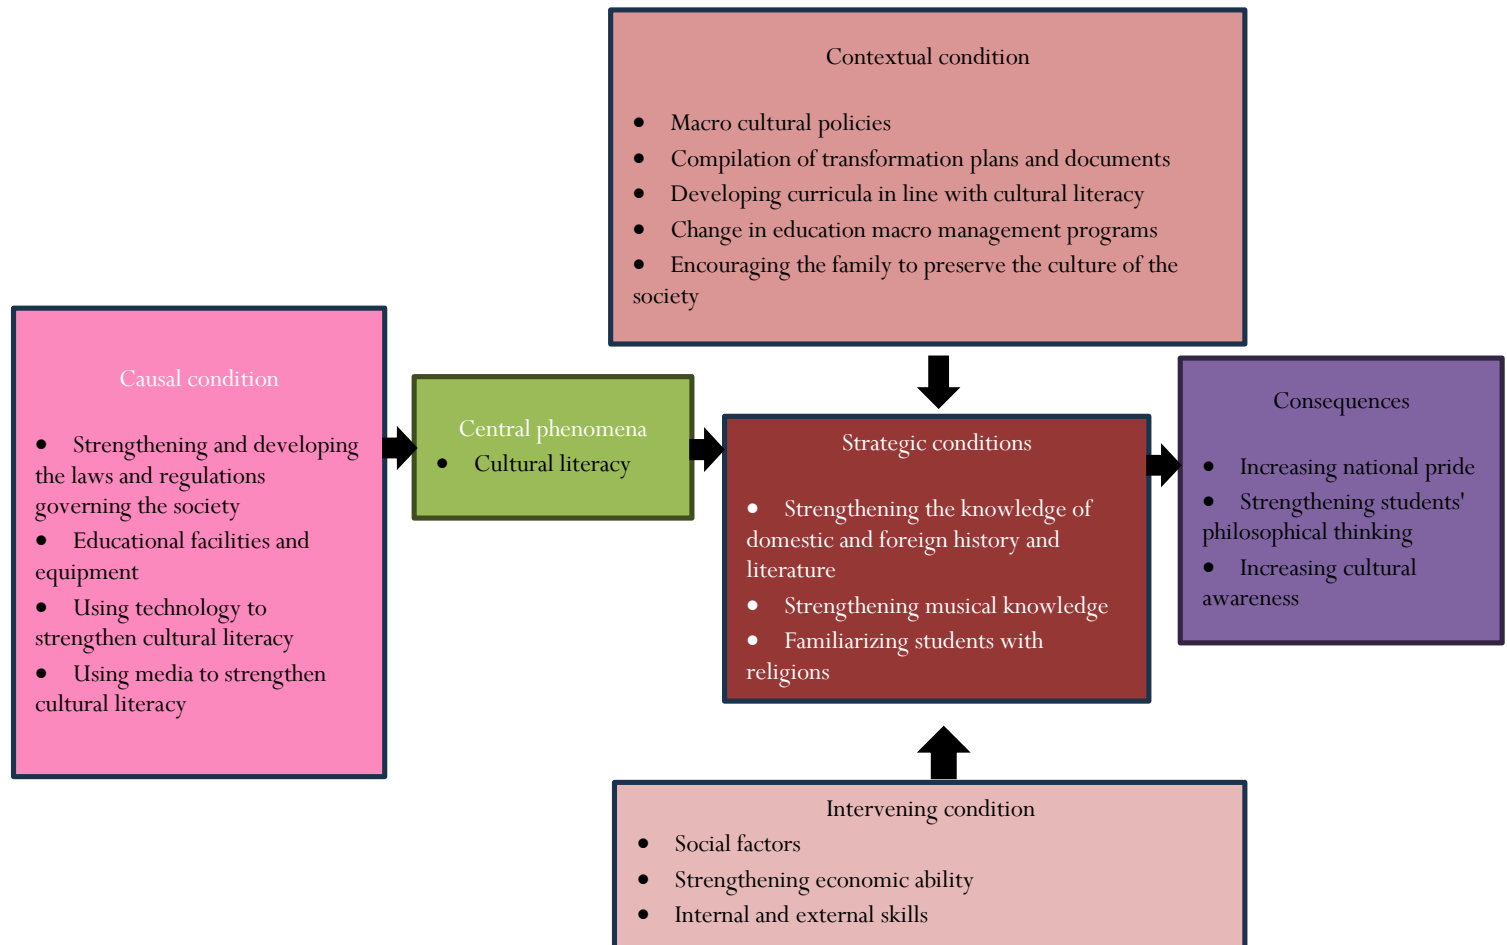 Contextual condition
● Macro cultural policies
● Compilation of transformation plans and documents
● Developing curricula in line with cultural literacy
● Change in education macro management programs
● Encouraging the family to preserve the culture of the
society
Causal condition
● Strengthening and developing
the laws and regulations
governing the society
● Educational facilities and
equipment
● Using technology to
strengthen cultural literacy
● Using media to strengthen
cultural literacy
Central phenomena
● Cultural literacy
Strategic conditions
● Strengthening the knowledge of
domestic and foreign history and
literature
● Strengthening musical knowledge
● Familiarizing students with
religions
Consequences
● Increasing national pride
● Strengthening students'
philosophical thinking
● Increasing cultural
awareness
Intervening condition
● Social factors
● Strengthening economic ability
● Internal and external skills